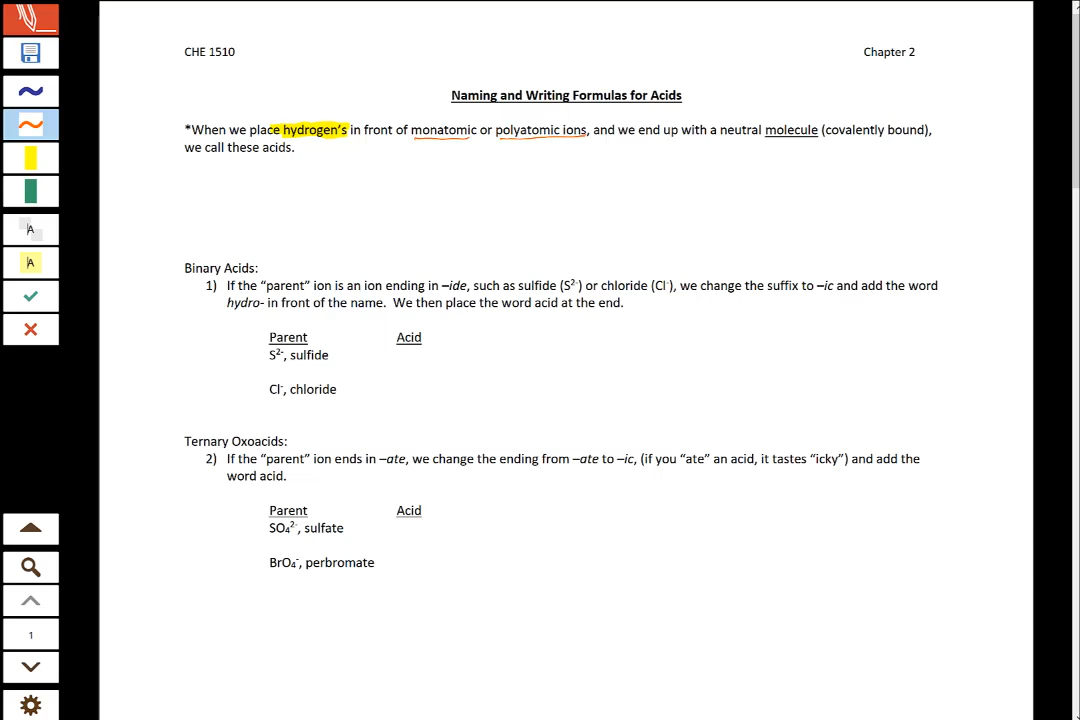 CHE 1510 Chapter 2
Naming and Writing Formulas for Acids
*When we place hydrogen's in front of monatomic or polyatomic ions, and we end up with a neutral molecule (covalently bound),
we call these acids.
Binary Acids:
1) If the “parent” ion is an ion ending in –ide, such as sulfide (S²⁻) or chloride (Cl⁻), we change the suffix to –ic and add the word
hydro- in front of the name. We then place the word acid at the end.
Parent Acid
S²⁻, sulfide
Cl⁻, chloride
Ternary Oxoacids:
2) If the “parent” ion ends in –ate, we change the ending from –ate to –ic, (if you “ate” an acid, it tastes “icky”) and add the
word acid.
Parent Acid
SO₄²⁻, sulfate
BrO₄⁻, perbromate
A
A
1